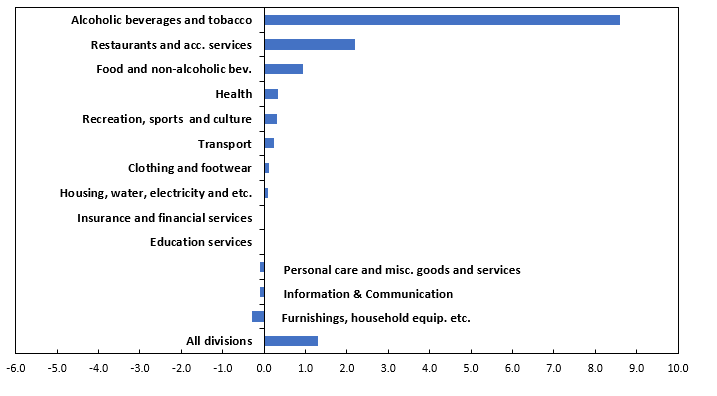 Alcoholic beverages and tobacco
Restaurants and acc. services
Food and non-alcoholic bev.
Health
Recreation, sports  and culture
Transport
Clothing and footwear
Housing, water, electricity and etc.
Insurance and financial services
Education services
Personal care and misc. goods and services
Information & Communication
Furnishings, household equip. etc.
All divisions
-6.0 -5.0 -4.0 -3.0 -2.0 -1.0 0.0 1.0 2.0 3.0 4.0 5.0 6.0 7.0 8.0 9.0 10.0